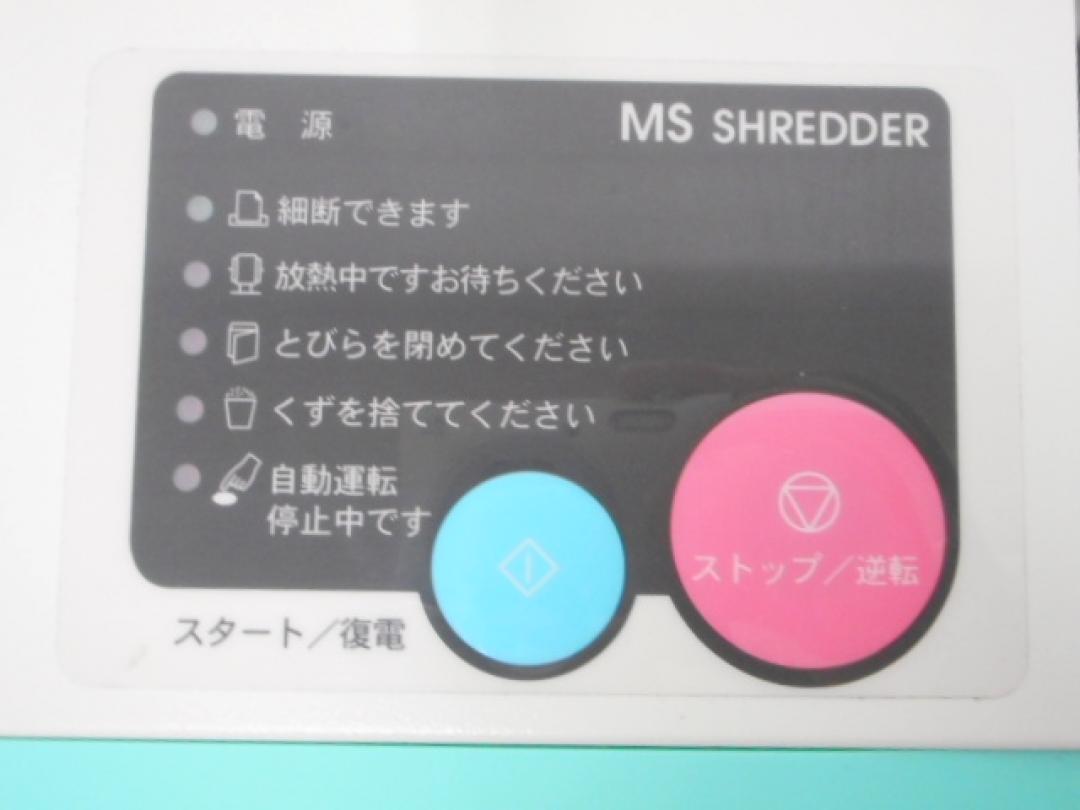 電 源
MS SHREDDER
細断できます
放熱中ですお待ちください
とびらを閉めてください
くずを捨ててください
自動運転
停止中です
ストップ／逆転
スタート／復電